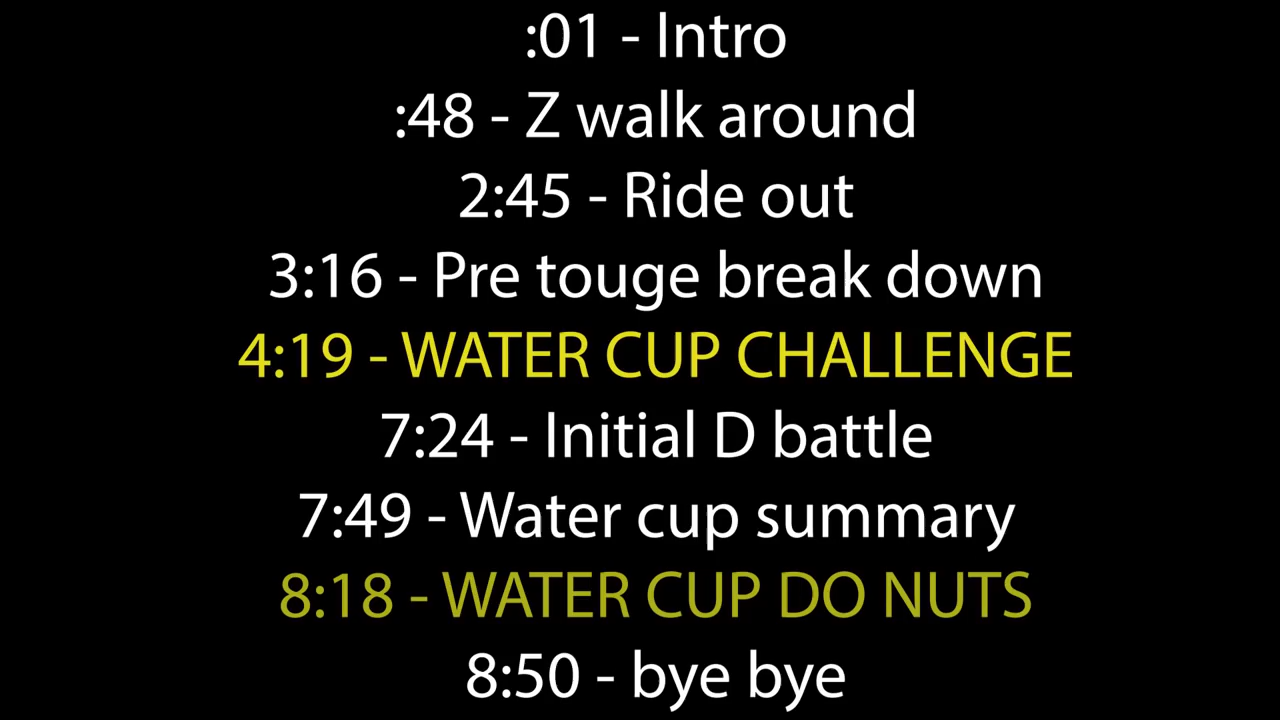 :01 - Intro
:48 - Z walk around
2:45 - Ride out
3:16 - Pre touge break down
4:19 - WATER CUP CHALLENGE
7:24 - Initial D battle
7:49 - Water cup summary
8:18 - WATER CUP DO NUTS
8:50 - bye bye